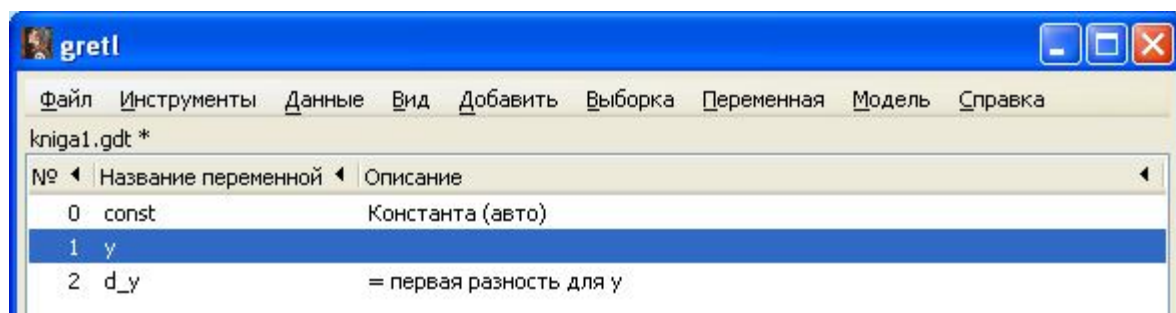 gretl
Файл Инструменты Данные Вид Добавить Выборка Переменная Модель Справка
kniga1.gdt *
№ Название переменной Описание
0 const Константа (авто)
1 y
2 d_y = первая разность для y